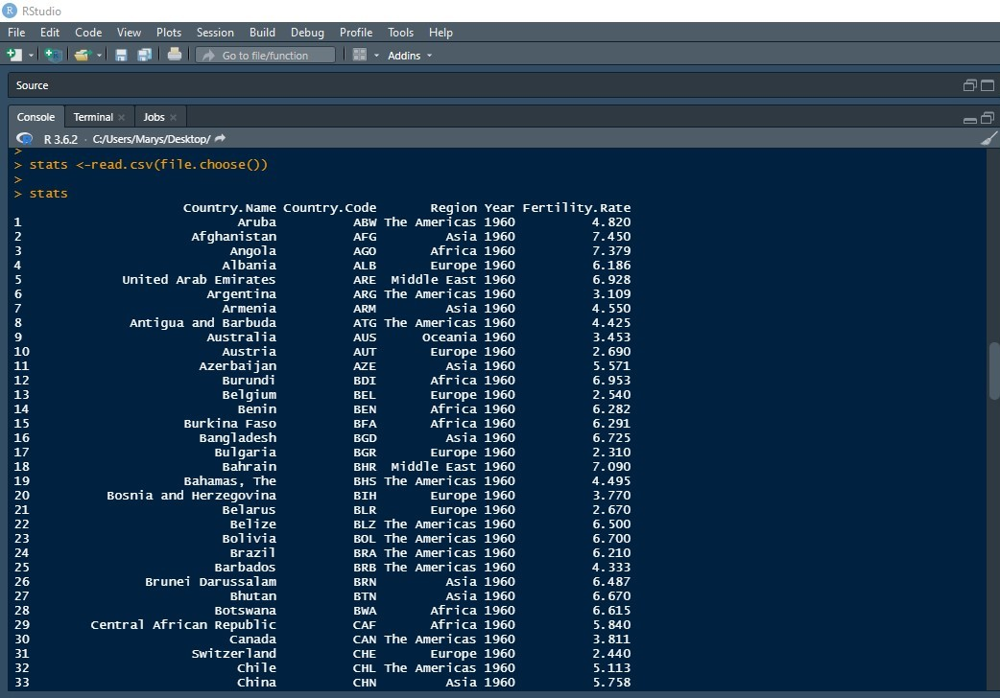 RStudio
File Edit Code View Plots Session Build Debug Profile Tools Help
Go to file/function Addins
Source
Console Terminal Jobs
R 3.6.2 · C:/Users/Marys/Desktop/
>
> stats <-read.csv(file.choose())
>
> stats
Country.Name Country.Code Region Year Fertility.Rate
1 Aruba ABW The Americas 1960 4.820
2 Afghanistan AFG Asia 1960 7.450
3 Angola AGO Africa 1960 7.379
4 Albania ALB Europe 1960 6.186
5 United Arab Emirates ARE Middle East 1960 6.928
6 Argentina ARG The Americas 1960 3.109
7 Armenia ARM Asia 1960 4.550
8 Antigua and Barbuda ATG The Americas 1960 4.425
9 Australia AUS Oceania 1960 3.453
10 Austria AUT Europe 1960 2.690
11 Azerbaijan AZE Asia 1960 5.571
12 Burundi BDI Africa 1960 6.953
13 Belgium BEL Europe 1960 2.540
14 Benin BEN Africa 1960 6.282
15 Burkina Faso BFA Africa 1960 6.291
16 Bangladesh BGD Asia 1960 6.725
17 Bulgaria BGR Europe 1960 2.310
18 Bahrain BHR Middle East 1960 7.090
19 Bahamas, The BHS The Americas 1960 4.495
20 Bosnia and Herzegovina BIH Europe 1960 3.770
21 Belarus BLR Europe 1960 2.670
22 Belize BLZ The Americas 1960 6.500
23 Bolivia BOL The Americas 1960 6.700
24 Brazil BRA The Americas 1960 6.210
25 Barbados BRB The Americas 1960 4.333
26 Brunei Darussalam BRN Asia 1960 6.487
27 Bhutan BTN Asia 1960 6.670
28 Botswana BWA Africa 1960 6.615
29 Central African Republic CAF Africa 1960 5.840
30 Canada CAN The Americas 1960 3.811
31 Switzerland CHE Europe 1960 2.440
32 Chile CHL The Americas 1960 5.113
33 China CHN Asia 1960 5.758